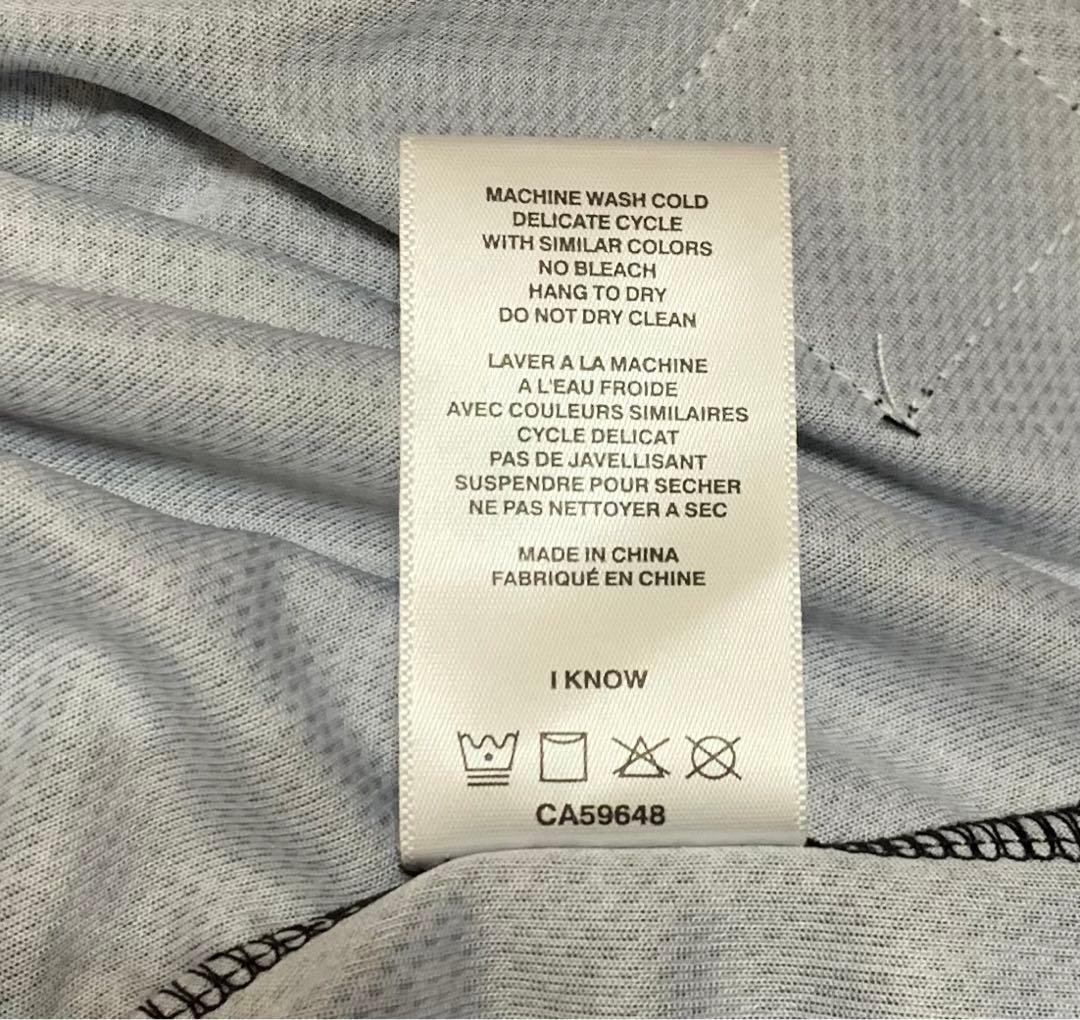 MACHINE WASH COLD
DELICATE CYCLE
WITH SIMILAR COLORS
NO BLEACH
HANG TO DRY
DO NOT DRY CLEAN
LAVER A LA MACHINE
A L'EAU FROIDE
AVEC COULEURS SIMILAIRES
CYCLE DELICAT
PAS DE JAVELLISANT
SUSPENDRE POUR SECHER
NE PAS NETTOYER A SEC
MADE IN CHINA
FABRIQUÉ EN CHINE
I KNOW
CA59648